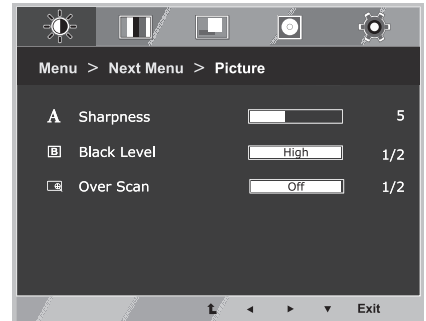 Menu > Next Menu > Picture
A Sharpness 5
B Black Level High 1/2
Over Scan Off 1/2
Exit